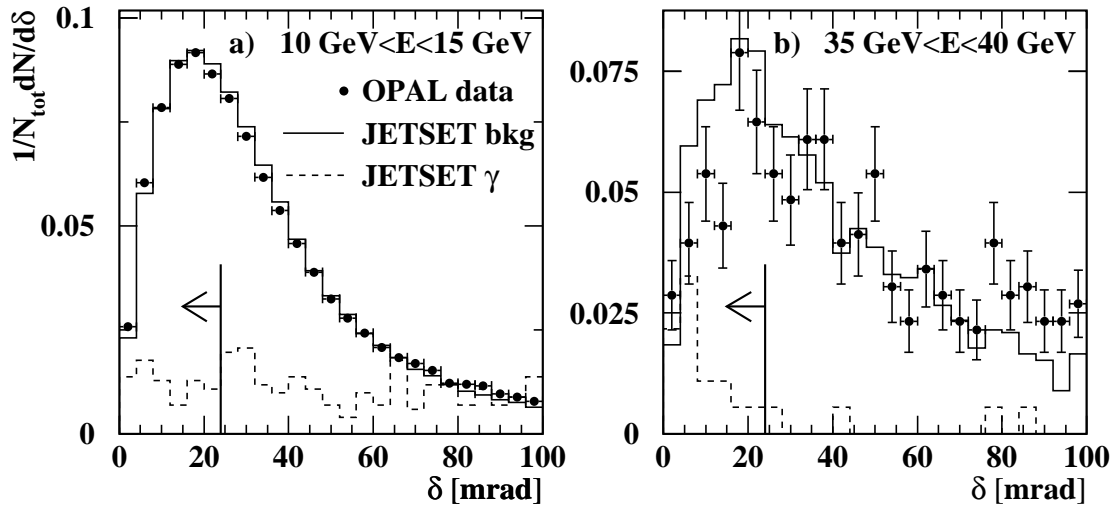 1/N_tot dN/dδ
0.1
0.05
0
a) 10 GeV<E<15 GeV
OPAL data
JETSET bkg
JETSET γ
0 20 40 60 80 100
δ [mrad]
b) 35 GeV<E<40 GeV
0.075
0.05
0.025
0
0 20 40 60 80 100
δ [mrad]